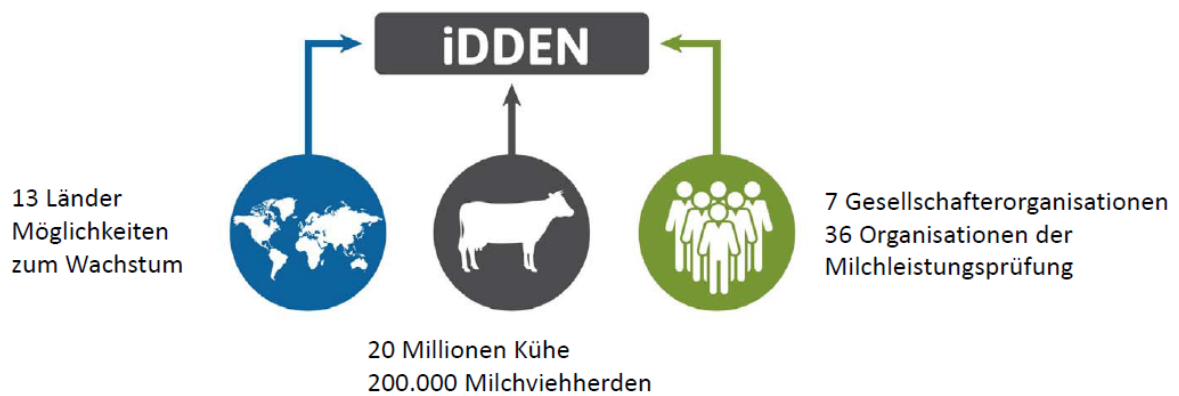 iDDEN
13 Länder
Möglichkeiten
zum Wachstum
7 Gesellschafterorganisationen
36 Organisationen der
Milchleistungsprüfung
20 Millionen Kühe
200.000 Milchviehherden